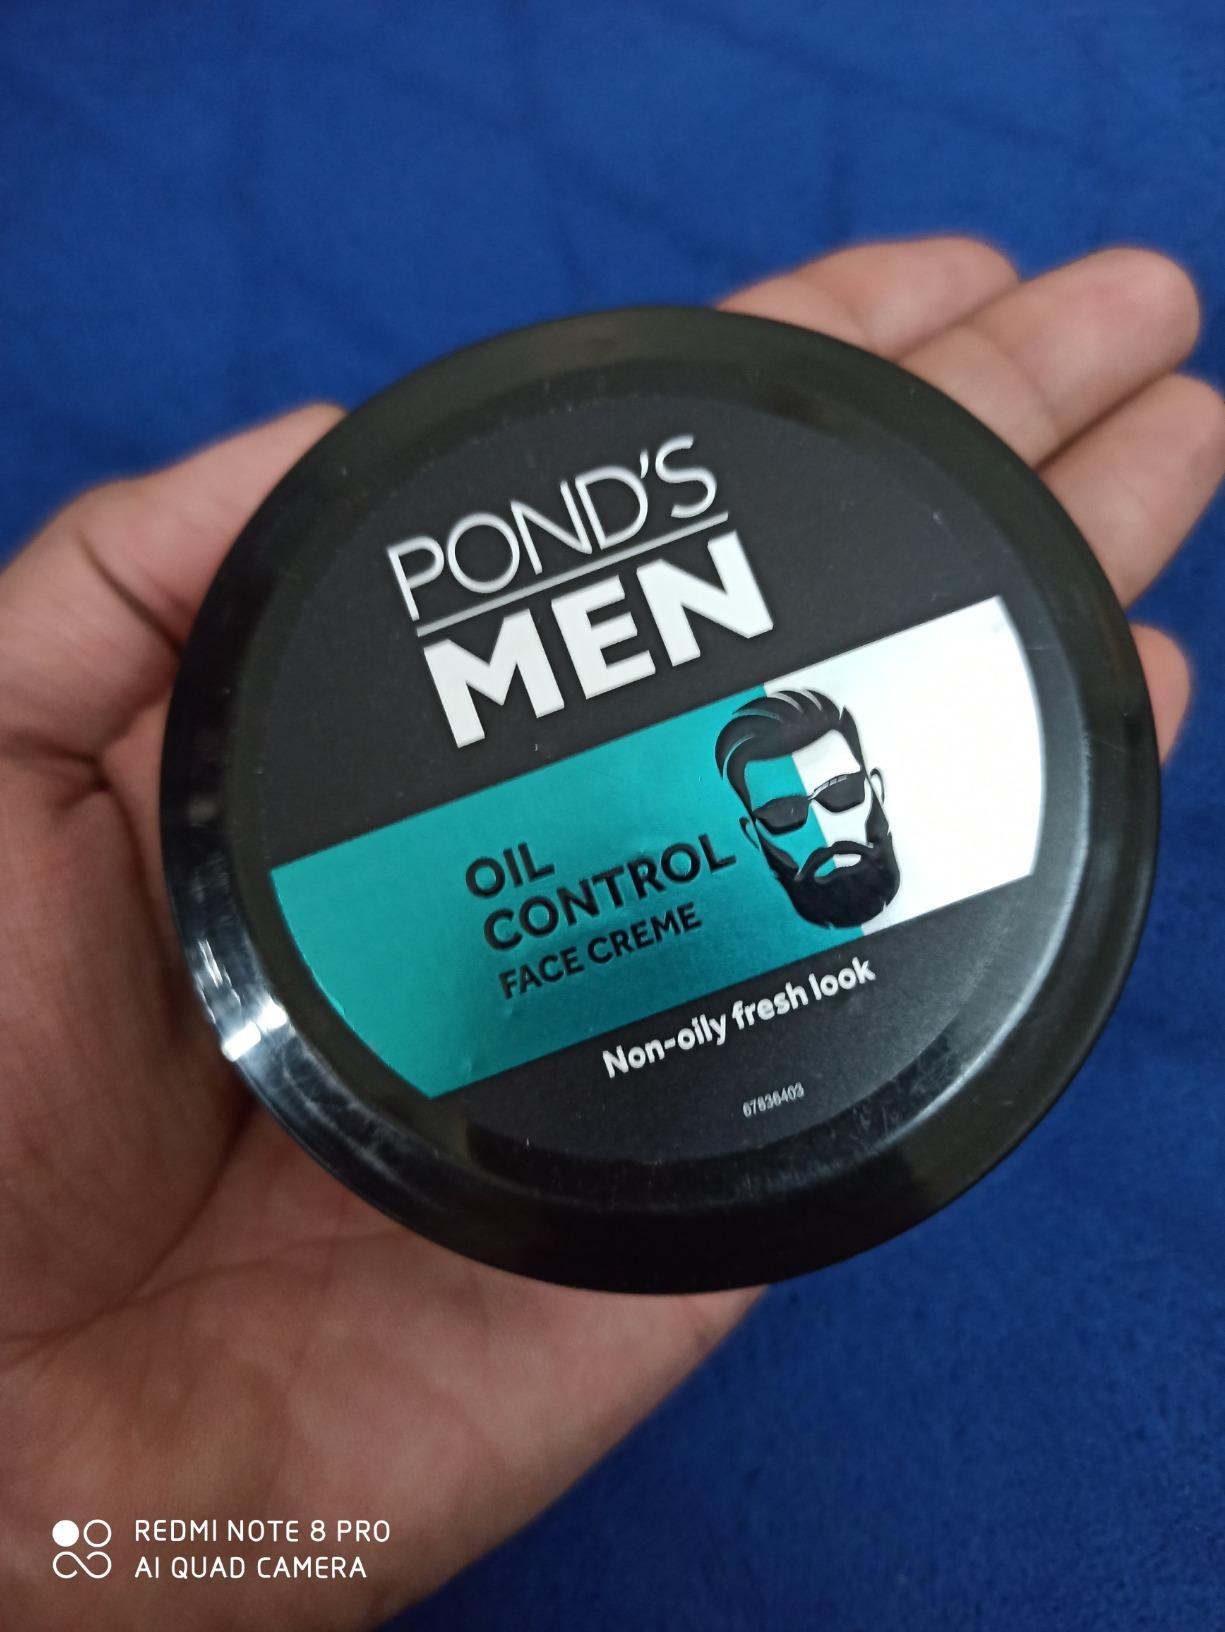 POND'S
MEN
OIL
CONTROL
FACE CREME
Non-oily fresh look
67836403
REDMI NOTE 8 PRO
AI QUAD CAMERA